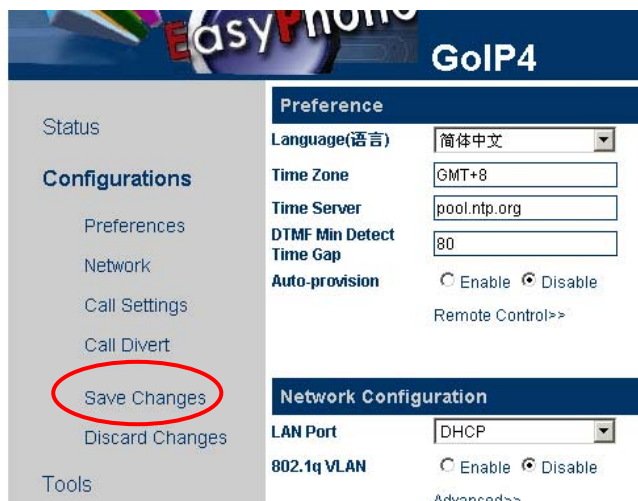 EasyPhone
GoIP4
Status
Configurations
Preferences
Network
Call Settings
Call Divert
Save Changes
Discard Changes
Tools
Preference
Language(语言) 简体中文
Time Zone GMT+8
Time Server pool.ntp.org
DTMF Min Detect
Time Gap 80
Auto-provision Enable Disable
Remote Control>>
Network Configuration
LAN Port DHCP
802.1q VLAN Enable Disable
Advanced>>